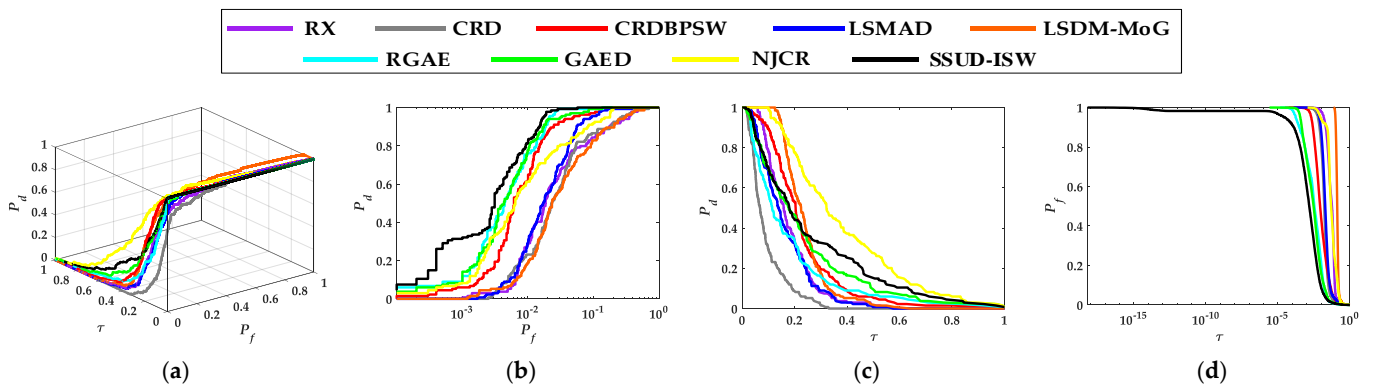 RX CRD CRDBPSW LSMAD LSDM-MoG
RGAE GAED NJCR SSUD-ISW
1
0.8
0.6
0.4
0.2
0
P_d
1
0.8
0.6
0.4
0.2
0
τ
0
0.2
0.4
0.6
0.8
1
P_f
(a)
1
0.8
0.6
0.4
0.2
0
P_d
10^-3 10^-2 10^-1 10^0
P_f
(b)
1
0.8
0.6
0.4
0.2
0
P_d
0 0.2 0.4 0.6 0.8 1
τ
(c)
1
0.8
0.6
0.4
0.2
0
P_f
10^-15 10^-10 10^-5 10^0
τ
(d)